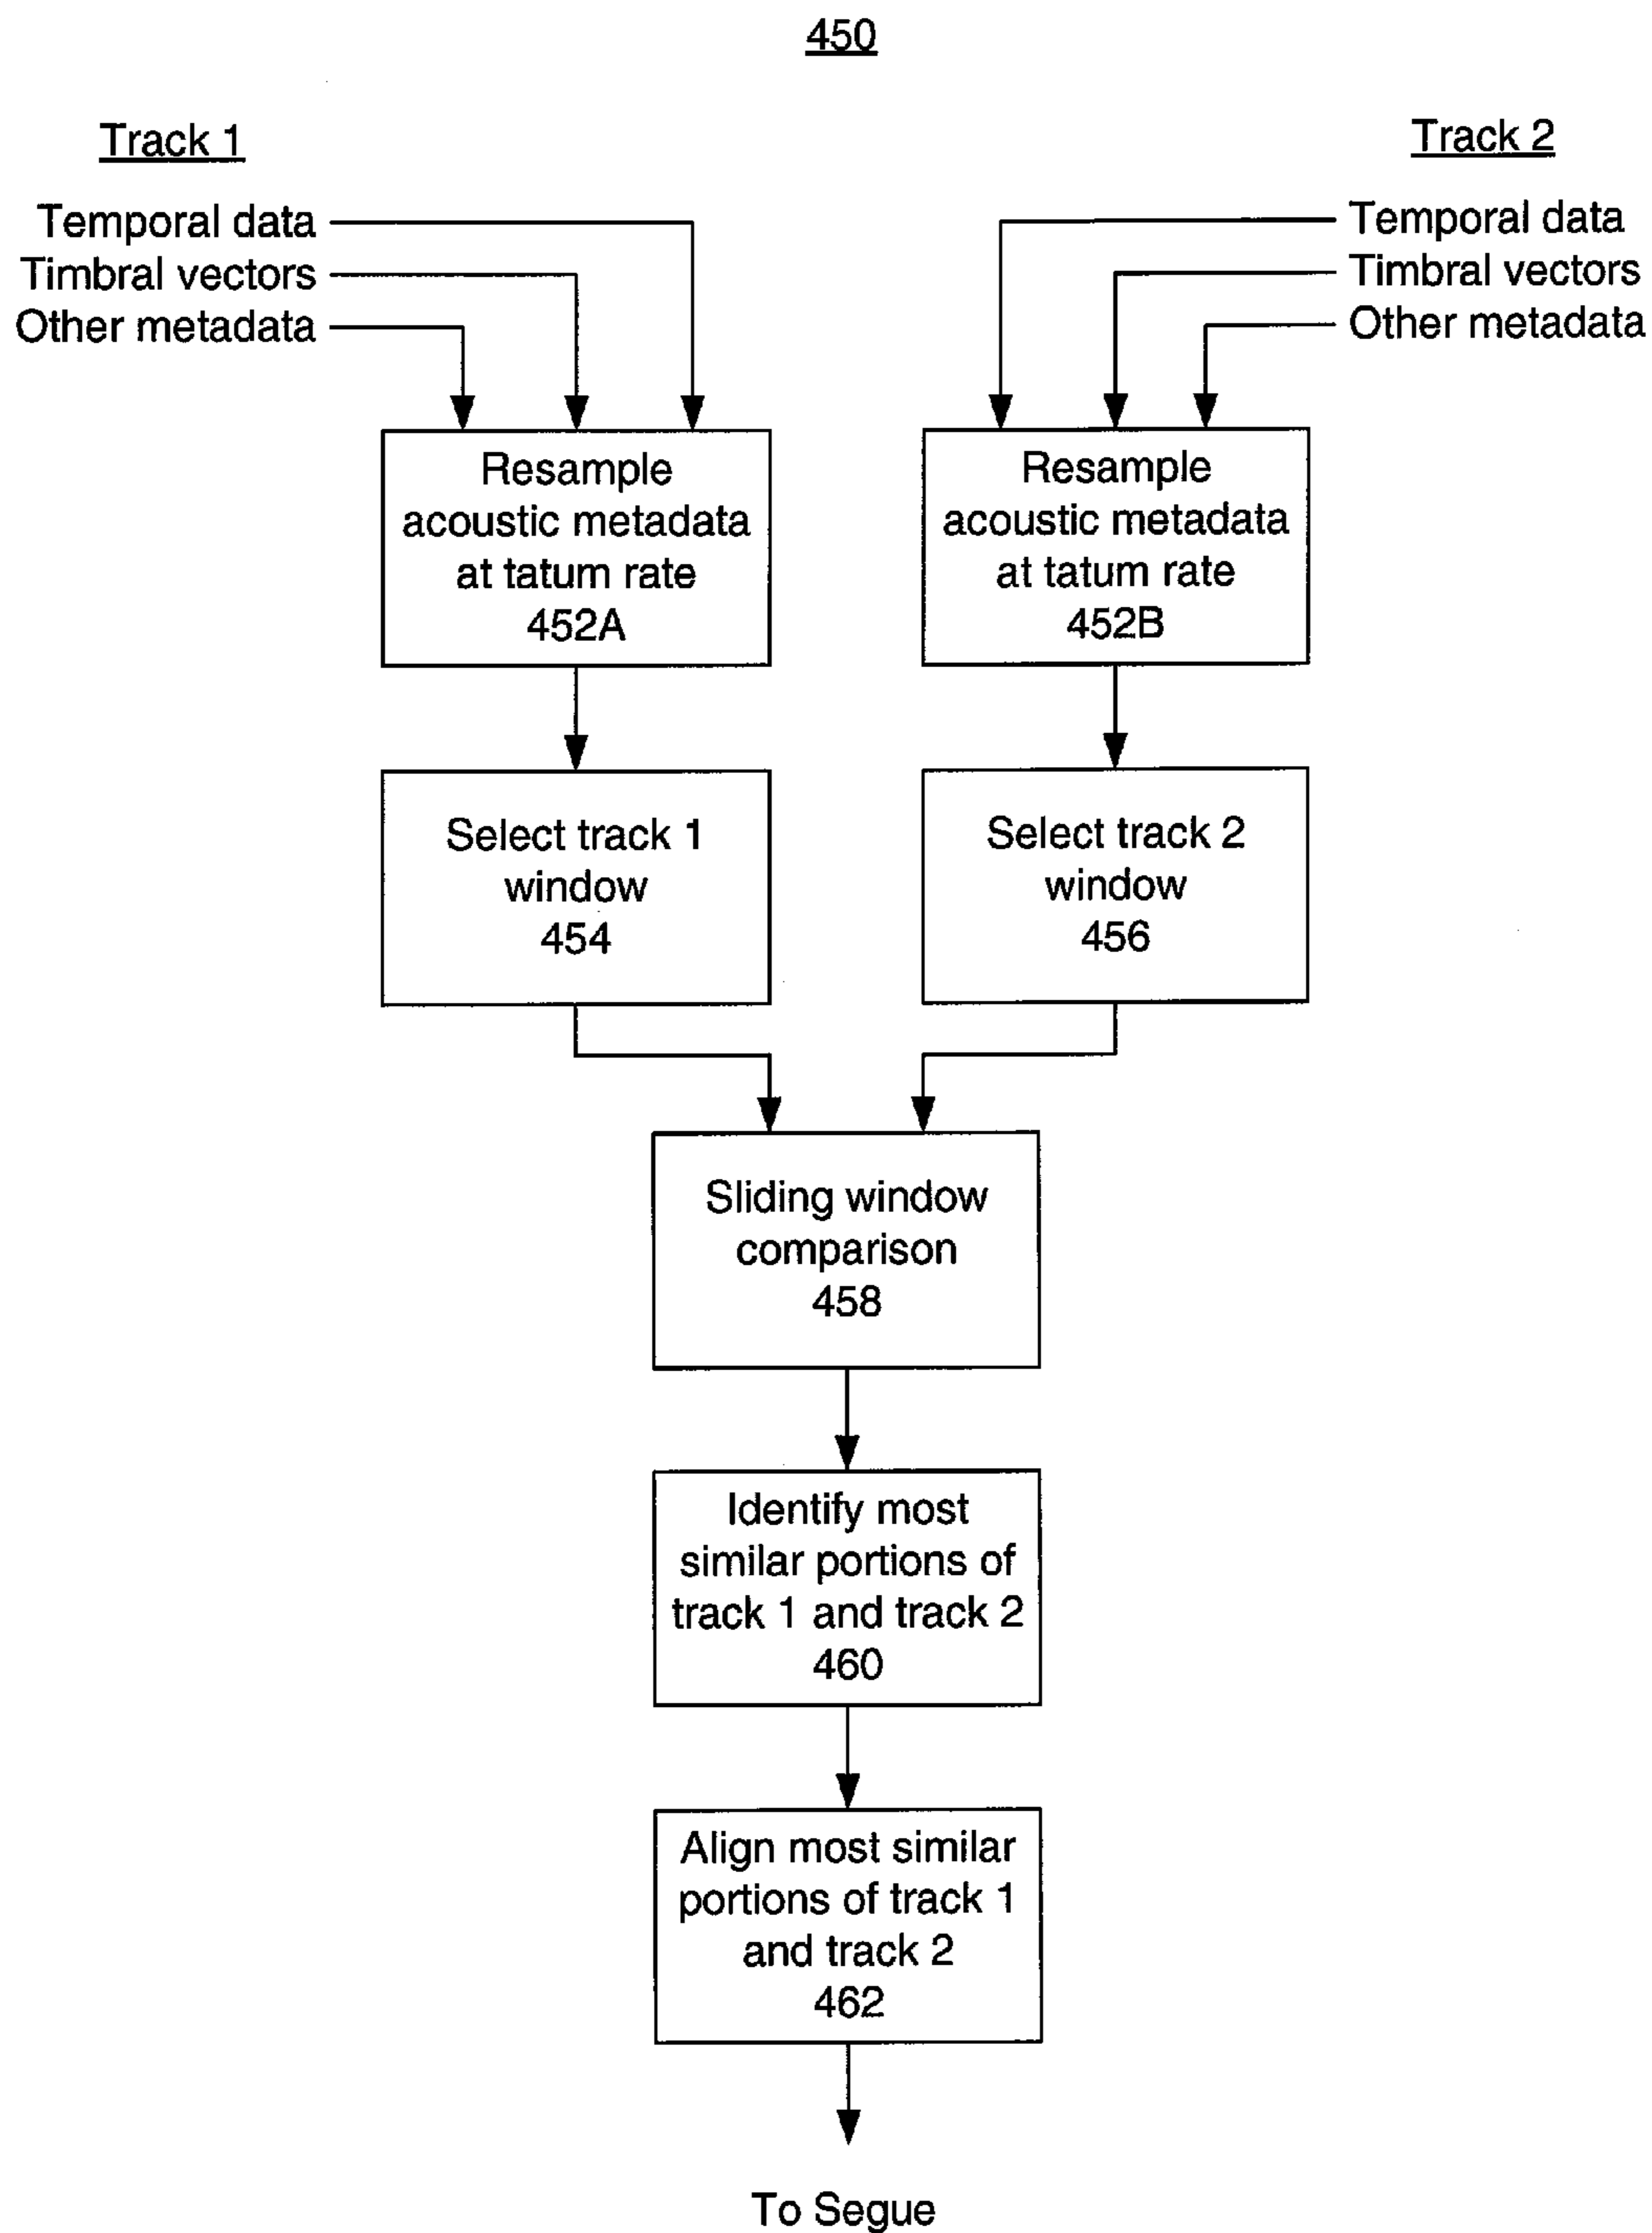 450
Track 1
Track 2
Temporal data
Timbral vectors
Other metadata
Temporal data
Timbral vectors
Other metadata
Resample
acoustic metadata
at tatum rate
452A
Resample
acoustic metadata
at tatum rate
452B
Select track 1
window
454
Select track 2
window
456
Sliding window
comparison
458
Identify most
similar portions of
track 1 and track 2
460
Align most similar
portions of track 1
and track 2
462
To Segue